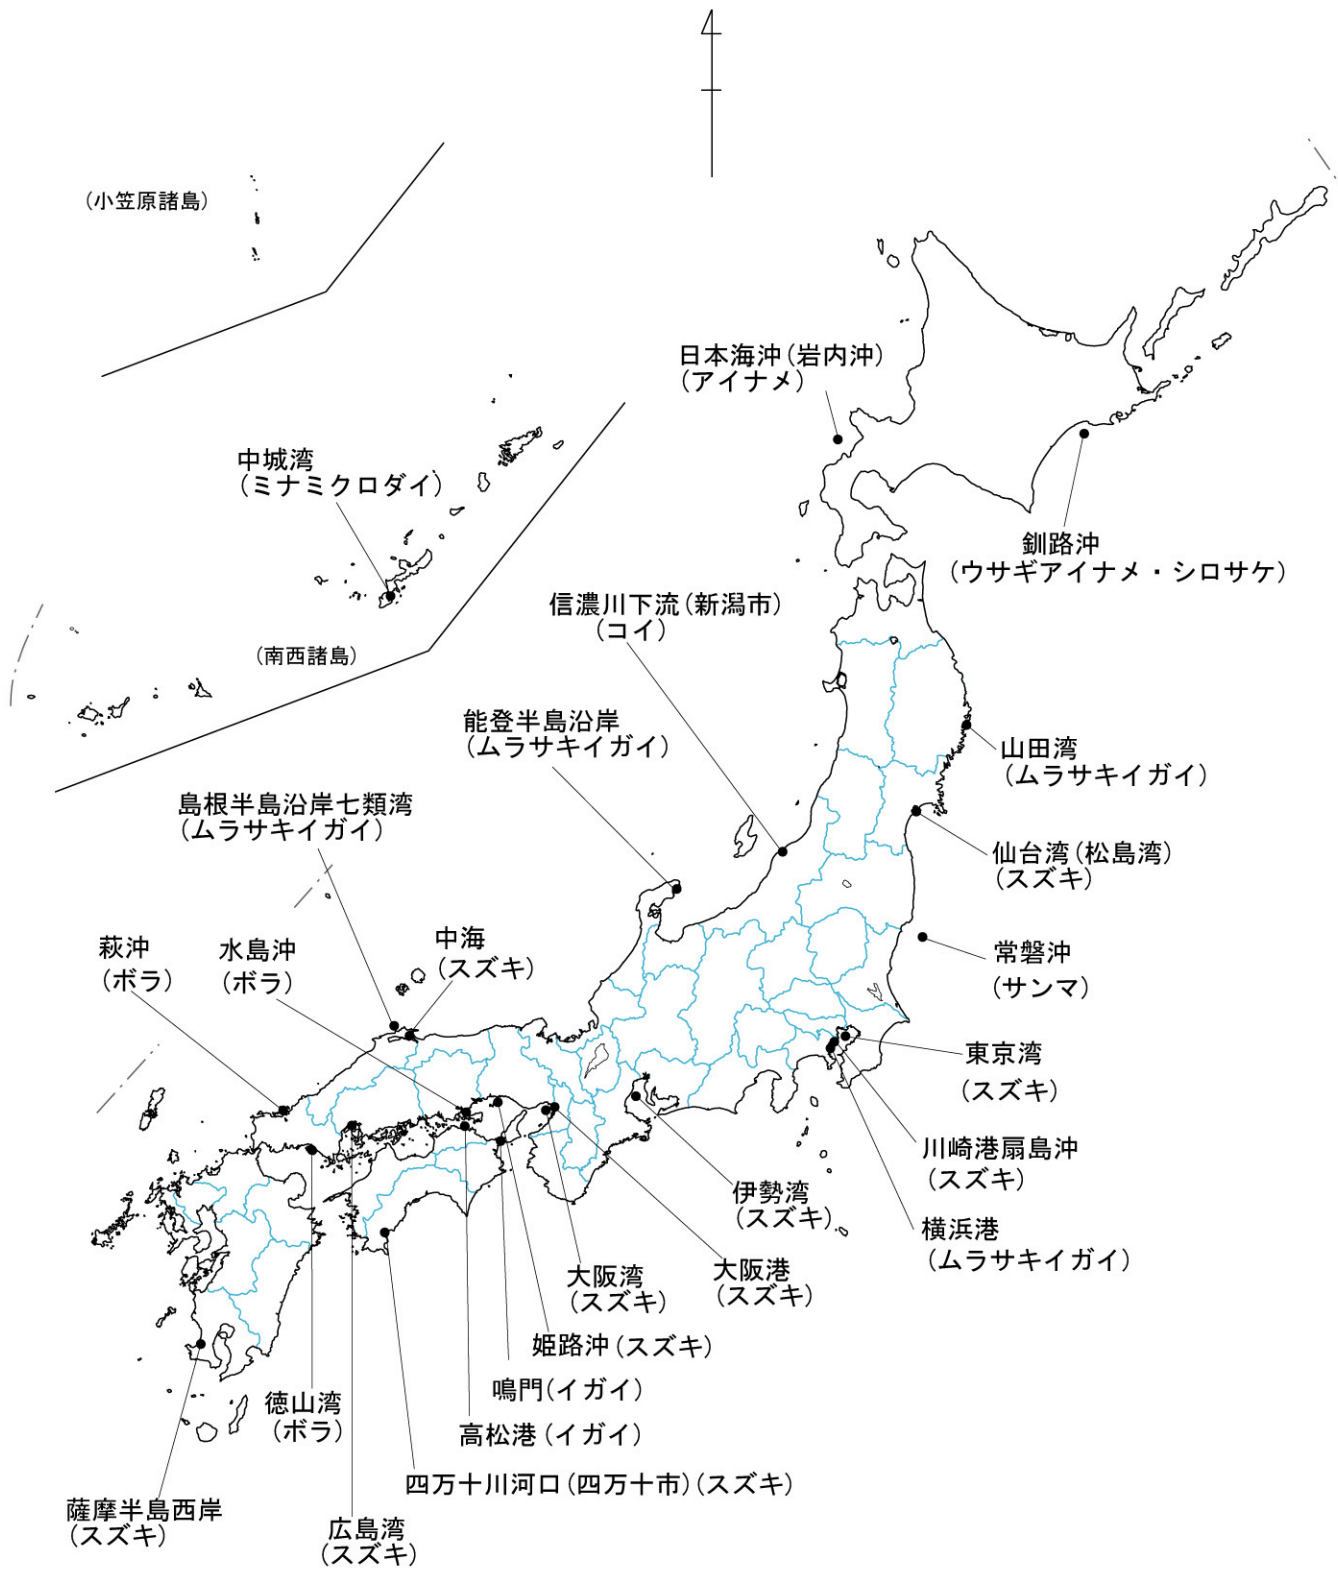 (小笠原諸島)
日本海沖(岩内沖)
(アイナメ)
中城湾
(ミナミクロダイ)
釧路沖
(ウサギアイナメ・シロサケ)
信濃川下流(新潟市)
(コイ)
(南西諸島)
能登半島沿岸
(ムラサキイガイ)
山田湾
(ムラサキイガイ)
島根半島沿岸七類湾
(ムラサキイガイ)
仙台湾(松島湾)
(スズキ)
萩沖
(ボラ)
水島沖
(ボラ)
中海
(スズキ)
常磐沖
(サンマ)
東京湾
(スズキ)
川崎港扇島沖
(スズキ)
伊勢湾
(スズキ)
横浜港
(ムラサキイガイ)
大阪湾
(スズキ)
大阪港
(スズキ)
姫路沖(スズキ)
鳴門(イガイ)
徳山湾
(ボラ)
高松港(イガイ)
四万十川河口(四万十市)(スズキ)
薩摩半島西岸
(スズキ)
広島湾
(スズキ)